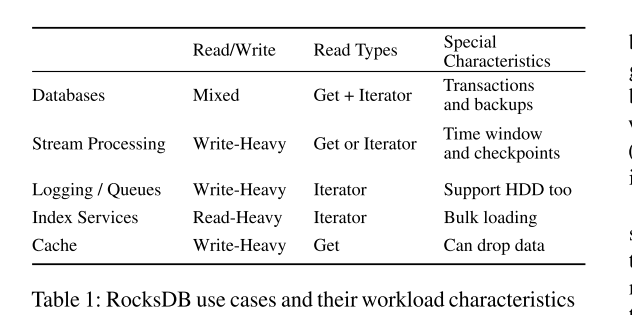 Read/Write Read Types Special
Characteristics
Databases Mixed Get + Iterator Transactions
and backups
Stream Processing Write-Heavy Get or Iterator Time window
and checkpoints
Logging / Queues Write-Heavy Iterator Support HDD too
Index Services Read-Heavy Iterator Bulk loading
Cache Write-Heavy Get Can drop data
Table 1: RocksDB use cases and their workload characteristics